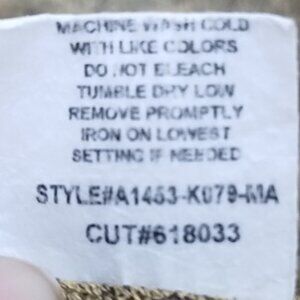 MACHINE WASH COLD
WITH LIKE COLORS
DO NOT BLEACH
TUMBLE DRY LOW
REMOVE PROMPTLY
IRON ON LOWEST
SETTING IF NEEDED
STYLE#A1453-K079-MA
CUT#618033